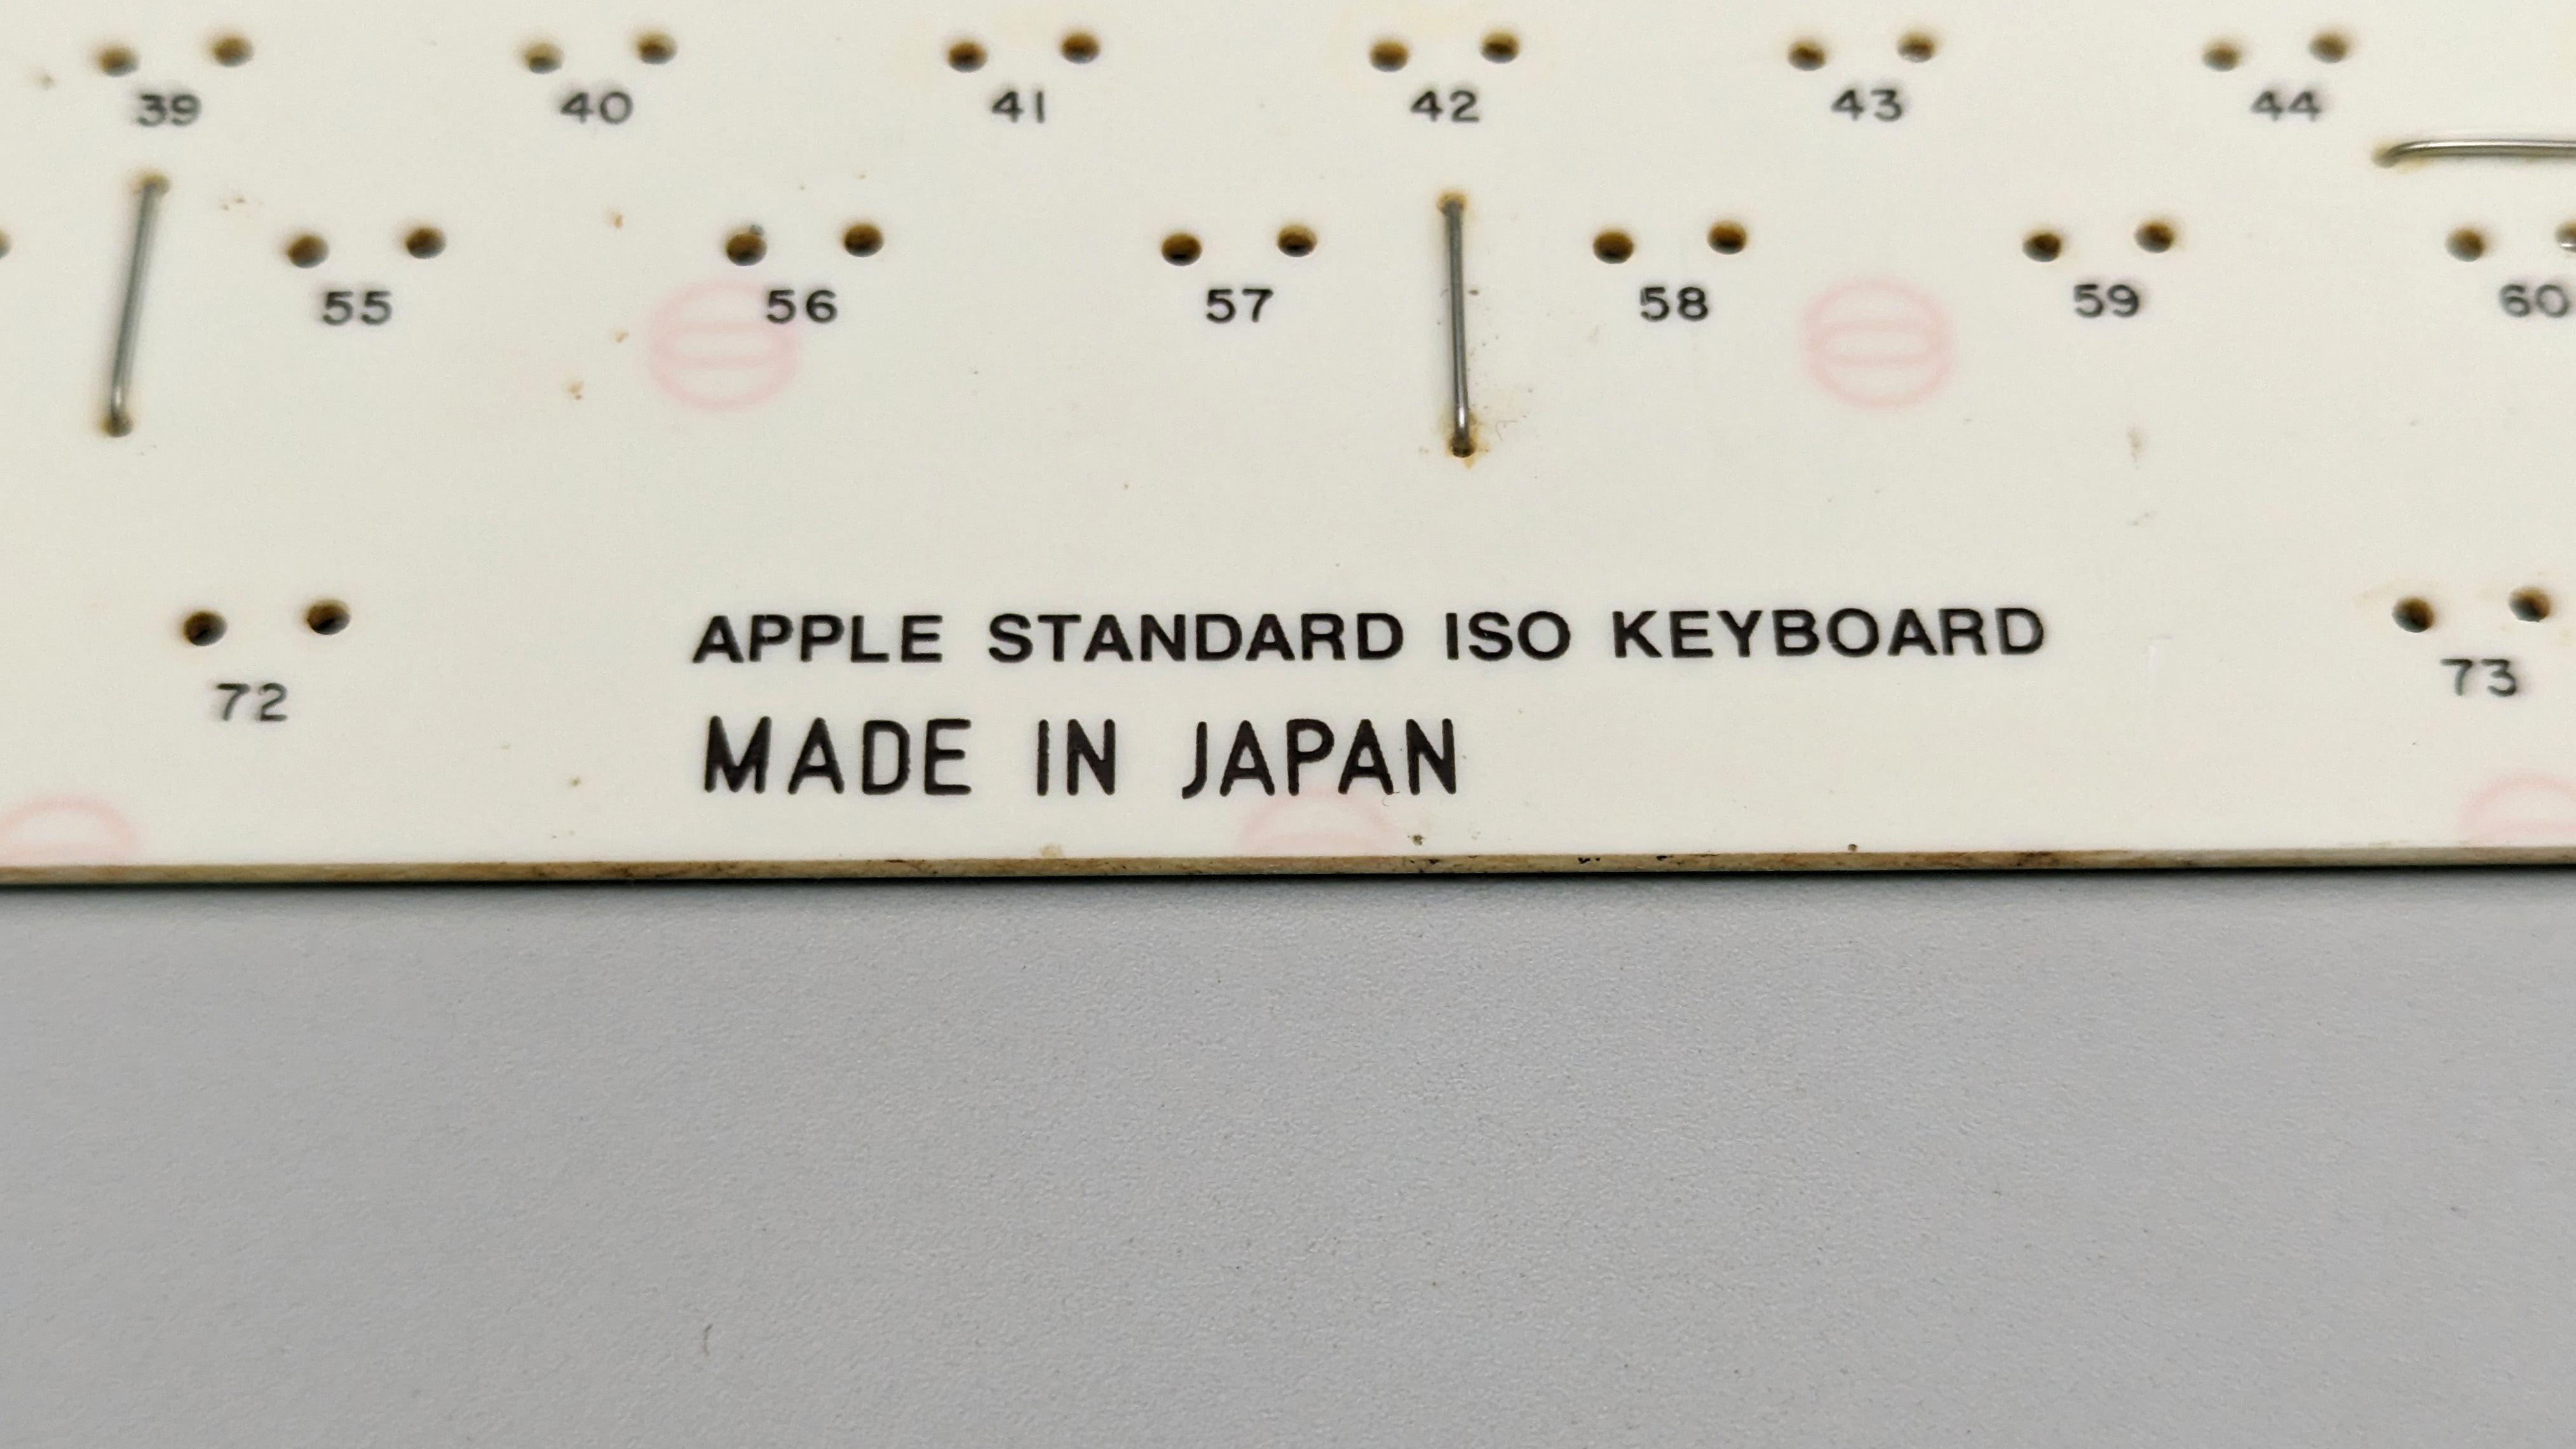 39 40 41 42 43 44
55 56 57 58 59 60
APPLE STANDARD ISO KEYBOARD
72 73
MADE IN JAPAN